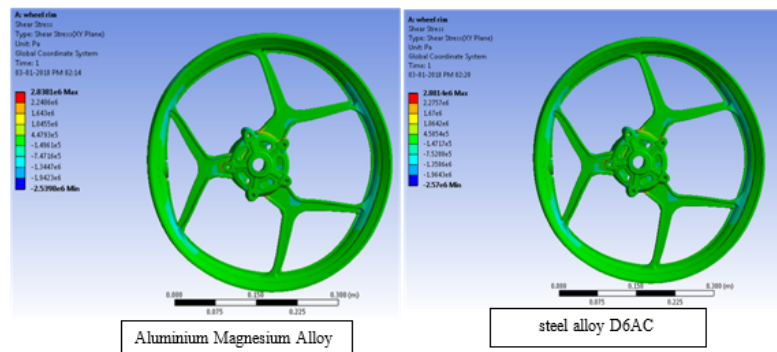 A: wheel rim
Shear Stress
Type: Shear Stress(XY Plane)
Unit: Pa
Global Coordinate System
Time: 1
03-01-2018 PM 02:14
2.8381e6 Max
2.2406e6
1.643e6
1.0455e6
4.4793e5
-1.4961e5
-7.4716e5
-1.3447e6
-1.9423e6
-2.5398e6 Min
0.000
0.150
0.300 (m)
0.075
0.225
Aluminium Magnesium Alloy
A: wheel rim
Shear Stress
Type: Shear Stress(XY Plane)
Unit: Pa
Global Coordinate System
Time: 1
03-01-2018 PM 02:20
2.8814e6 Max
2.2757e6
1.67e6
1.0642e6
4.5854e5
-1.4717e5
-7.5288e5
-1.3586e6
-1.9643e6
-2.57e6 Min
0.000
0.150
0.300 (m)
0.075
0.225
steel alloy D6AC